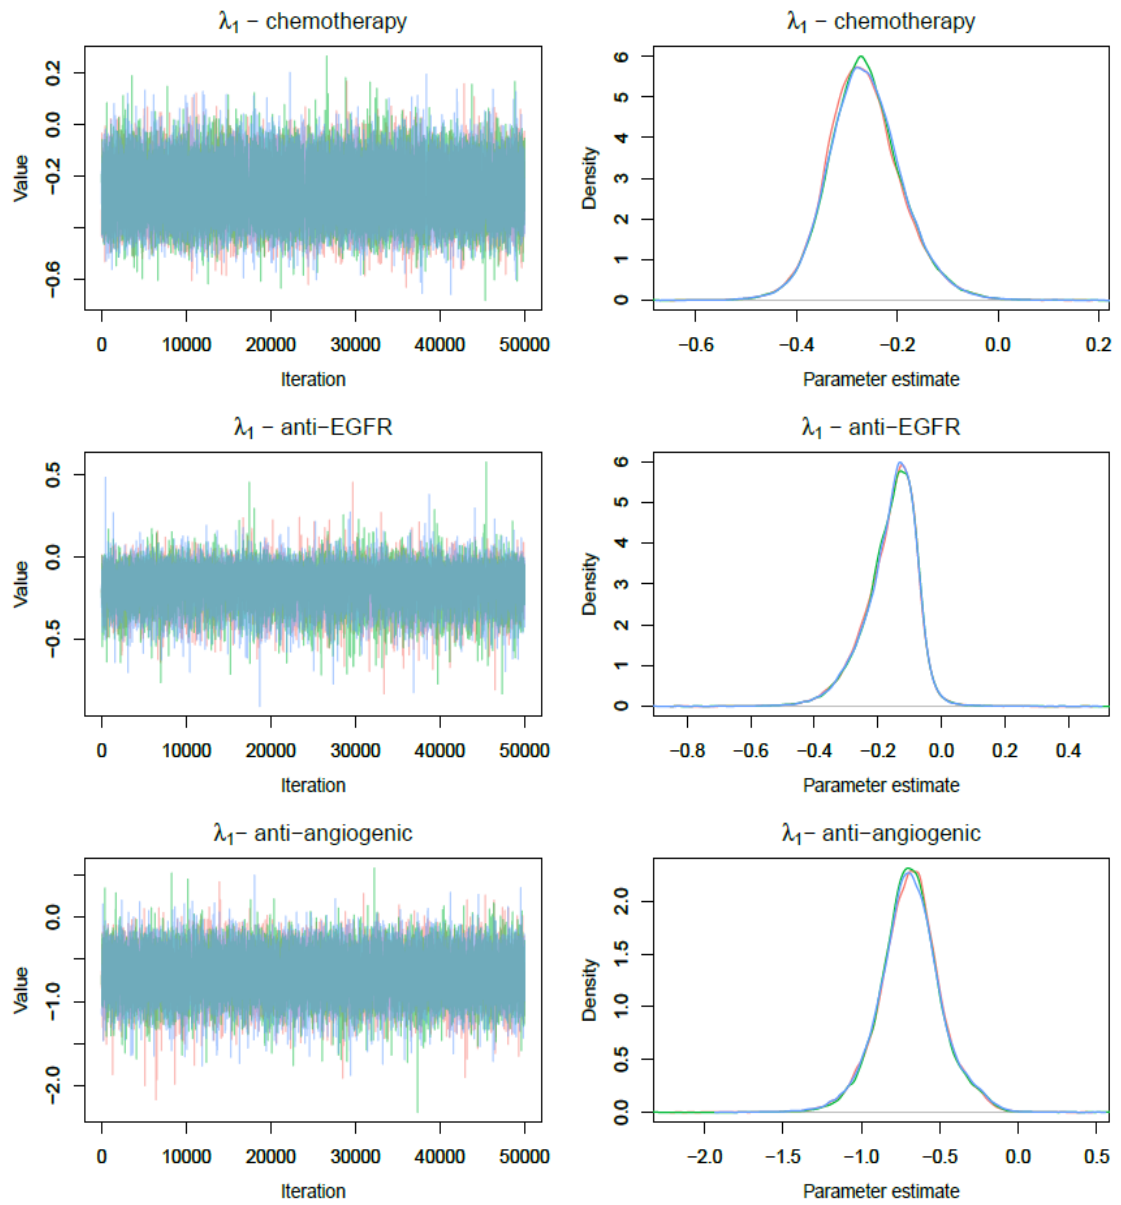 λ1 − chemotherapy
Value
0.2
0.0
−0.2
−0.6
0 10000 20000 30000 40000 50000
Iteration
λ1 − chemotherapy
Density
6
5
4
3
2
1
0
−0.6 −0.4 −0.2 0.0 0.2
Parameter estimate
λ1 − anti−EGFR
Value
0.5
0.0
−0.5
0 10000 20000 30000 40000 50000
Iteration
λ1 − anti−EGFR
Density
6
5
4
3
2
1
0
−0.8 −0.6 −0.4 −0.2 0.0 0.2 0.4
Parameter estimate
λ1− anti−angiogenic
Value
0.0
−1.0
−2.0
0 10000 20000 30000 40000 50000
Iteration
λ1− anti−angiogenic
Density
2.0
1.5
1.0
0.5
0.0
−2.0 −1.5 −1.0 −0.5 0.0 0.5
Parameter estimate